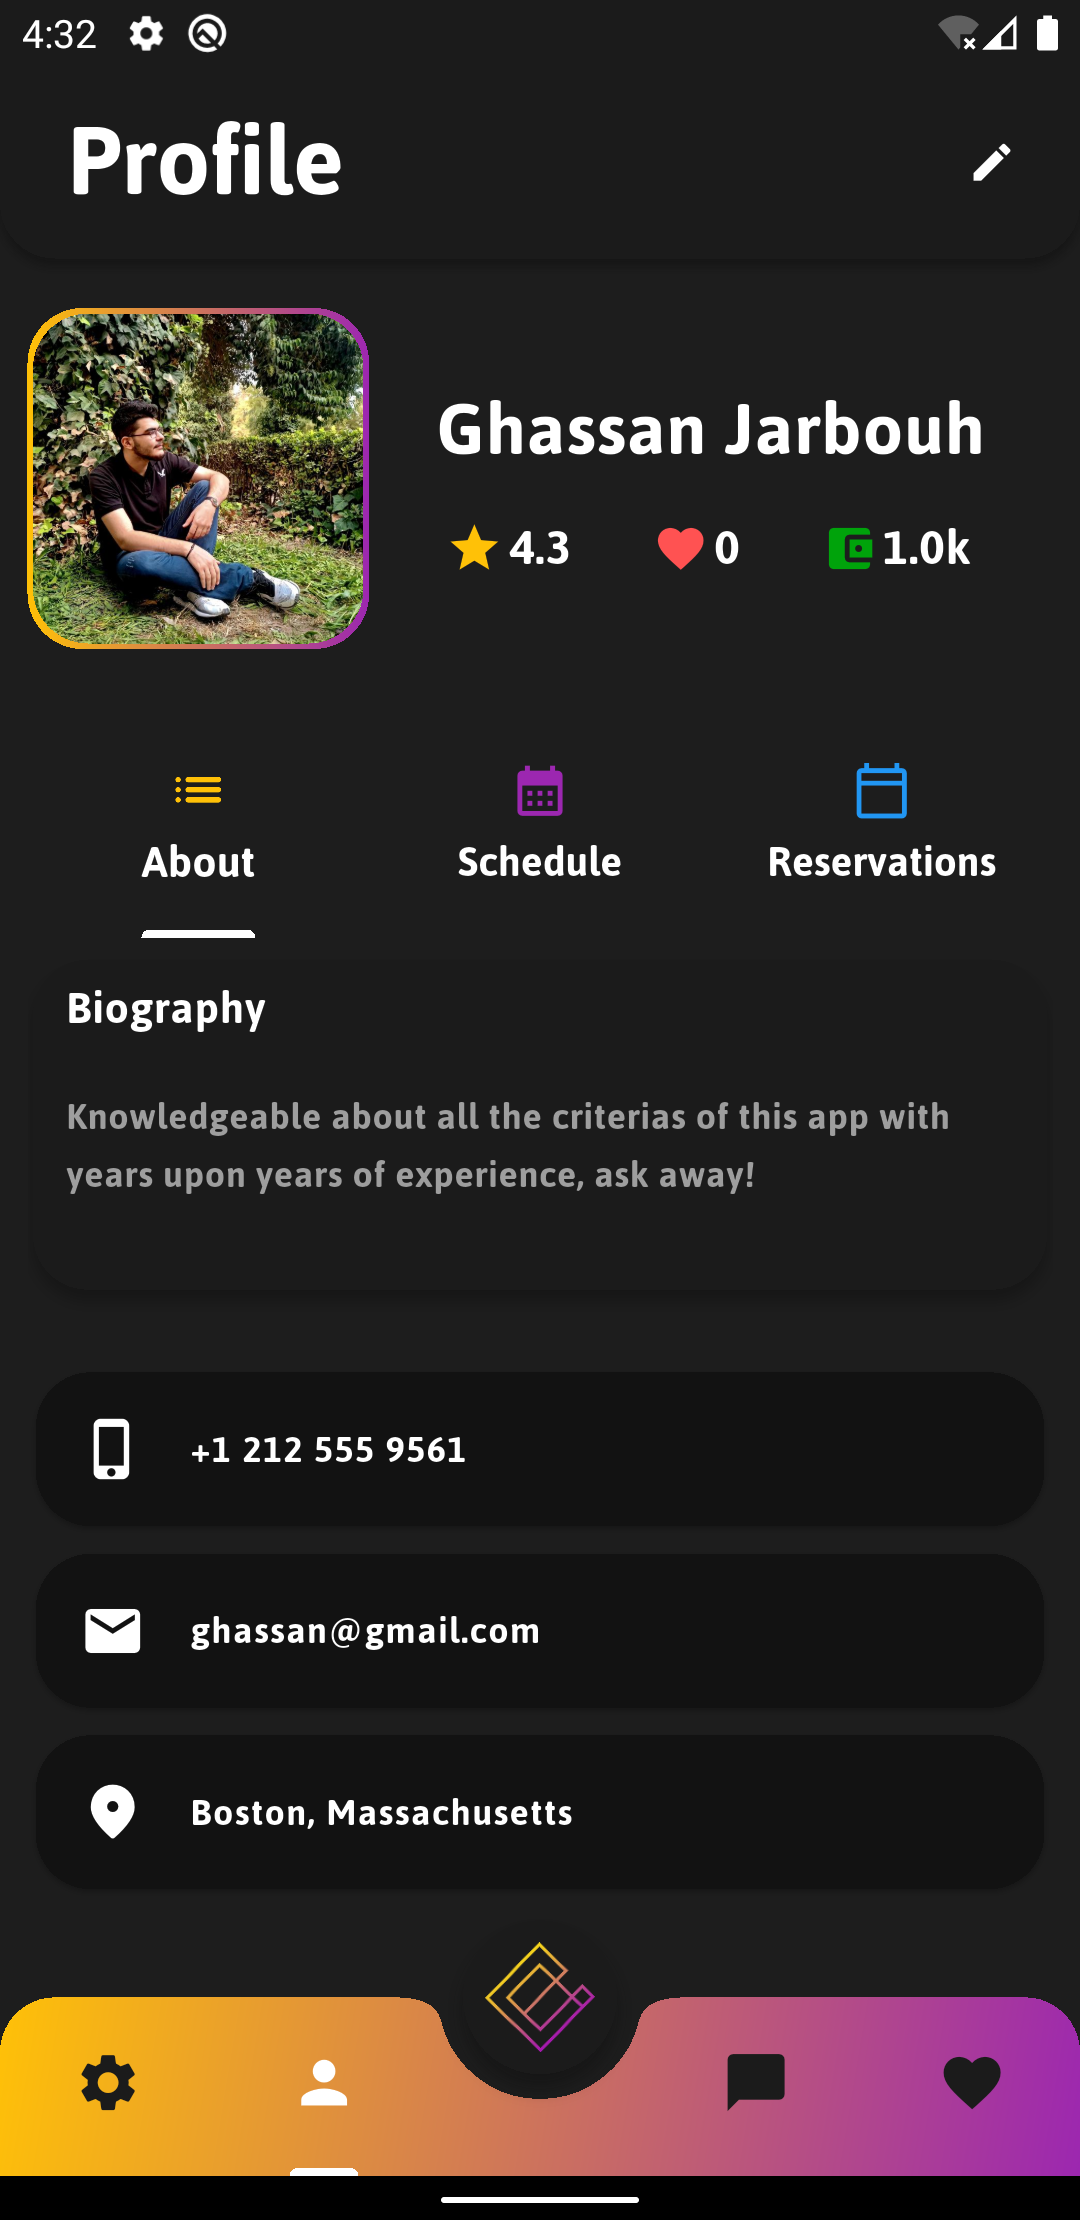 4:32
Profile
Ghassan Jarbouh
4.3 0 1.0k
About Schedule Reservations
Biography
Knowledgeable about all the criterias of this app with
years upon years of experience, ask away!
+1 212 555 9561
ghassan@gmail.com
Boston, Massachusetts